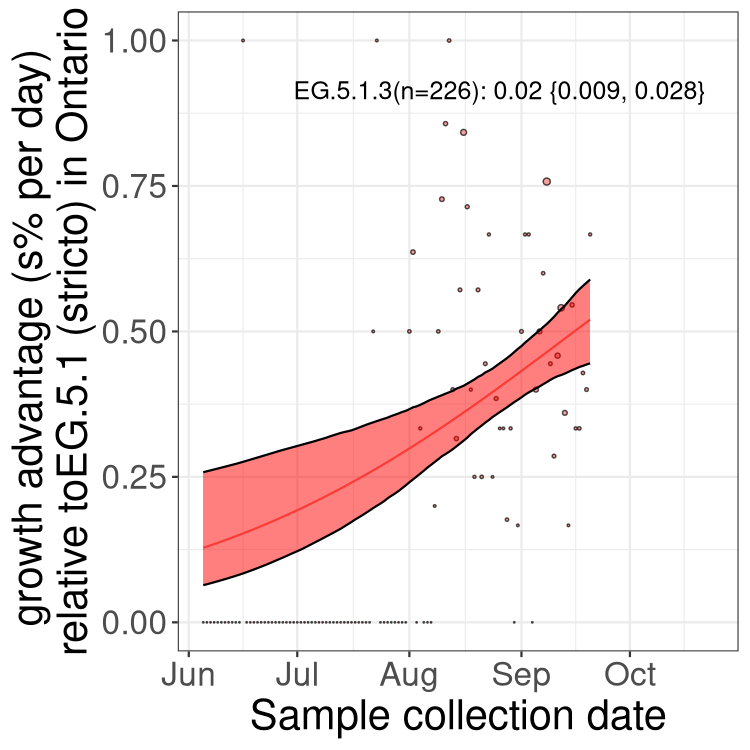 growth advantage (s% per day)
relative toEG.5.1 (stricto) in Ontario
1.00
0.75
0.50
0.25
0.00
EG.5.1.3(n=226): 0.02 {0.009, 0.028}
Jun Jul Aug Sep Oct
Sample collection date